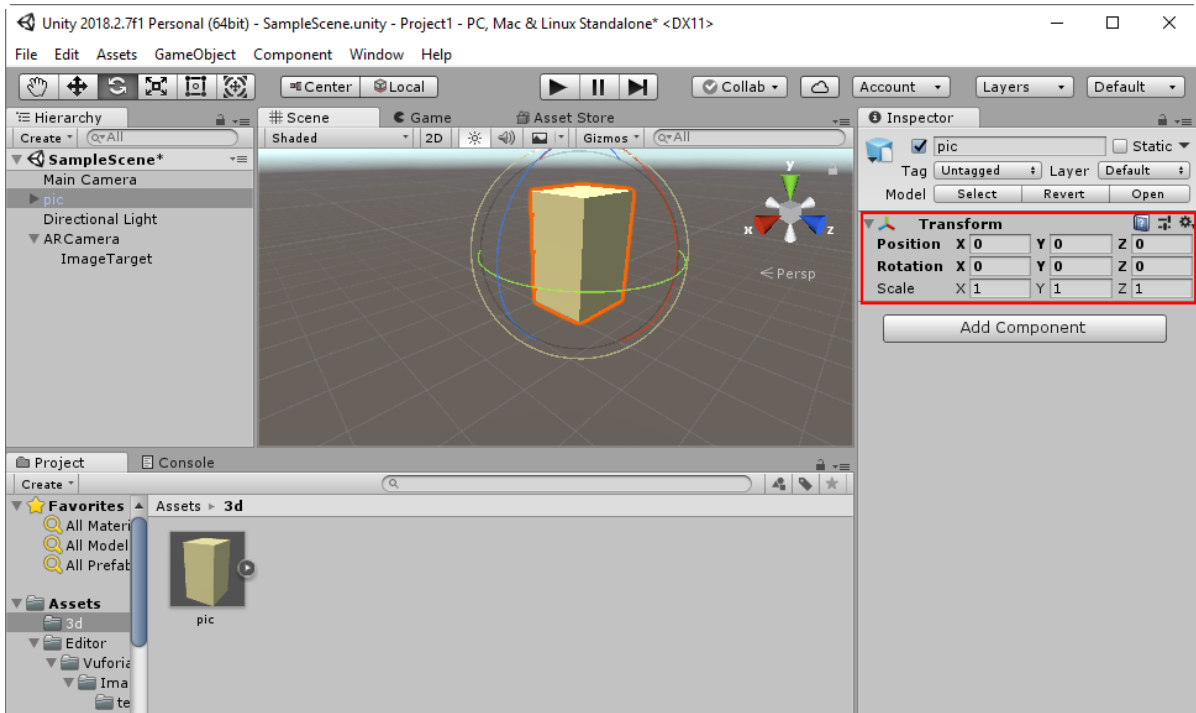 Unity 2018.2.7f1 Personal (64bit) - SampleScene.unity - Project1 - PC, Mac & Linux Standalone* <DX11>
File Edit Assets GameObject Component Window Help
Center Local Collab Account Layers Default
Hierarchy
Create All
SampleScene*
Main Camera
pic
Directional Light
ARCamera
ImageTarget
Scene Game Asset Store
Shaded 2D Gizmos All
y
x z
Persp
Inspector
pic Static
Tag Untagged Layer Default
Model Select Revert Open
Transform
Position X 0 Y 0 Z 0
Rotation X 0 Y 0 Z 0
Scale X 1 Y 1 Z 1
Add Component
Project Console
Create
Favorites
All Materi
All Model
All Prefab
Assets
3d
Editor
Vuforia
Ima
te
Assets 3d
pic